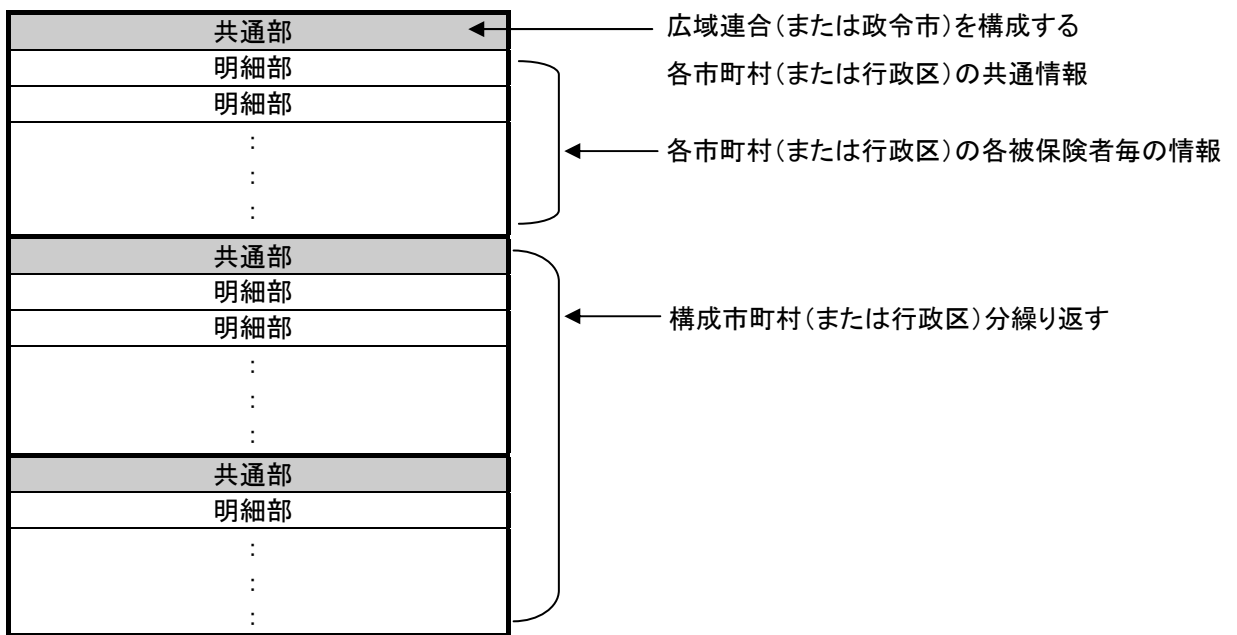 共通部
広域連合(または政令市)を構成する
明細部
各市町村(または行政区)の共通情報
明細部
:
各市町村(または行政区)の各被保険者毎の情報
:
:
共通部
明細部
明細部
構成市町村(または行政区)分繰り返す
:
:
:
共通部
明細部
:
:
: